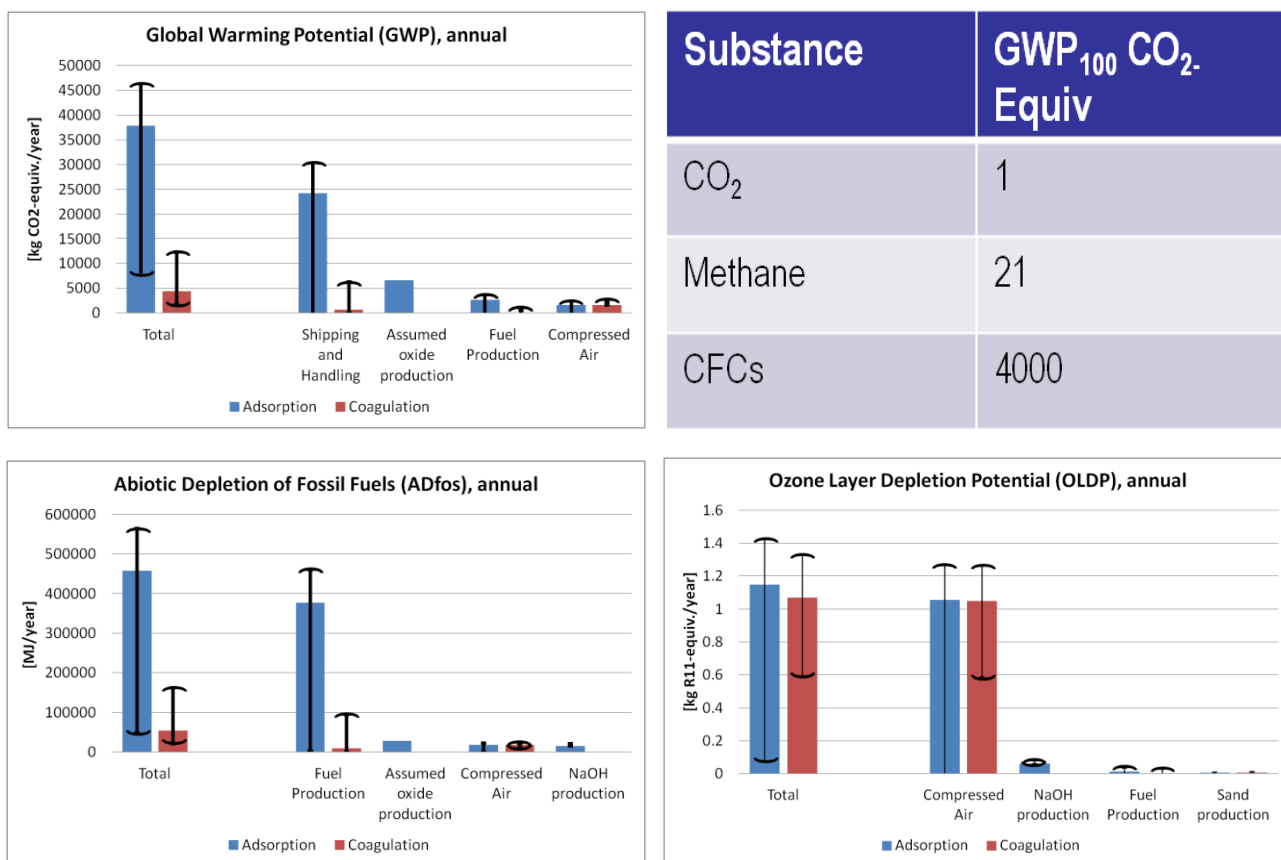 Global Warming Potential (GWP), annual
50000
45000
40000
35000
30000
25000
20000
15000
10000
5000
0
[kg CO2-equiv./year]
Total
Shipping and Handling
Assumed oxide production
Fuel Production
Compressed Air
Adsorption
Coagulation
Substance
GWP100 CO2-
Equiv
CO2
1
Methane
21
CFCs
4000
Abiotic Depletion of Fossil Fuels (ADfos), annual
600000
500000
400000
300000
200000
100000
0
[MJ/year]
Total
Fuel Production
Assumed oxide production
Compressed Air
NaOH production
Adsorption
Coagulation
Ozone Layer Depletion Potential (OLDP), annual
1.6
1.4
1.2
1
0.8
0.6
0.4
0.2
0
[kg R11-equiv./year]
Total
Compressed Air
NaOH production
Fuel Production
Sand production
Adsorption
Coagulation